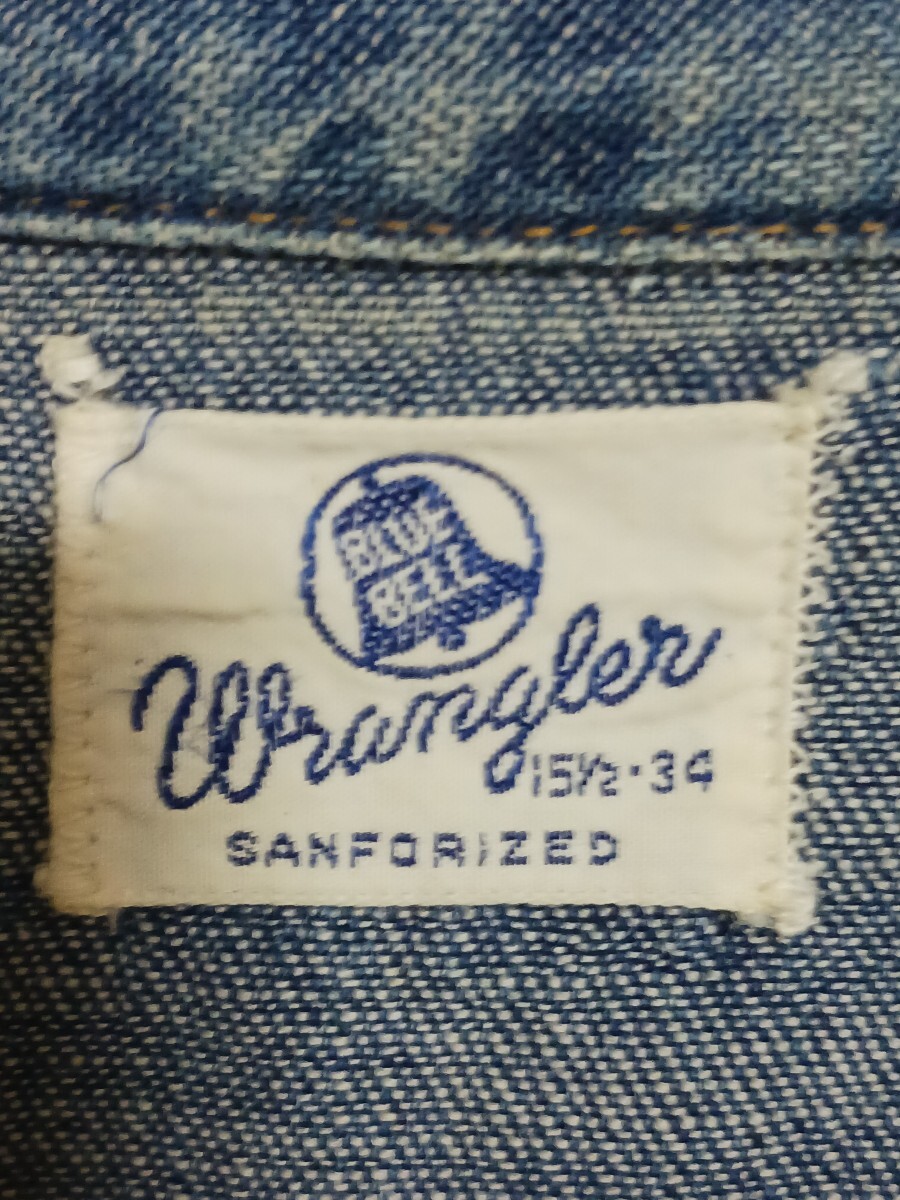 BLUE
BELL
Wrangler
15½·34
SANFORIZED